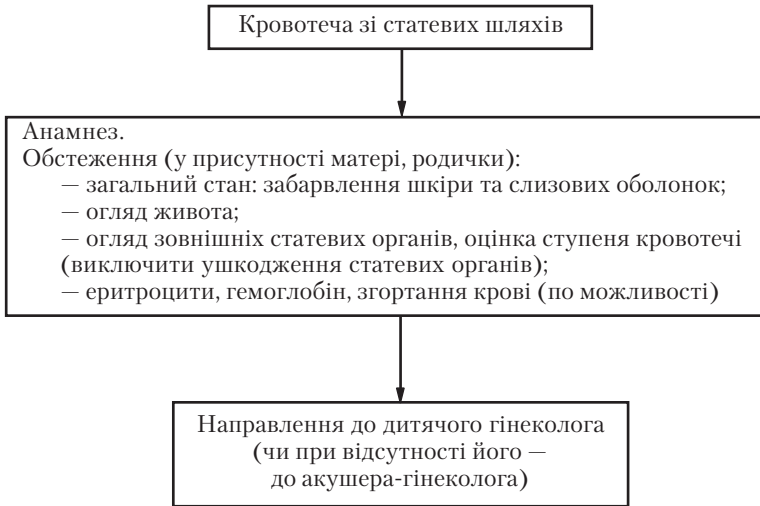 Кровотеча зі статевих шляхів
Анамнез.
Обстеження (у присутності матері, родички):
— загальний стан: забарвлення шкіри та слизових оболонок;
— огляд живота;
— огляд зовнішніх статевих органів, оцінка ступеня кровотечі
(виключити ушкодження статевих органів);
— еритроцити, гемоглобін, згортання крові (по можливості)
Направлення до дитячого гінеколога
(чи при відсутності його —
до акушера-гінеколога)